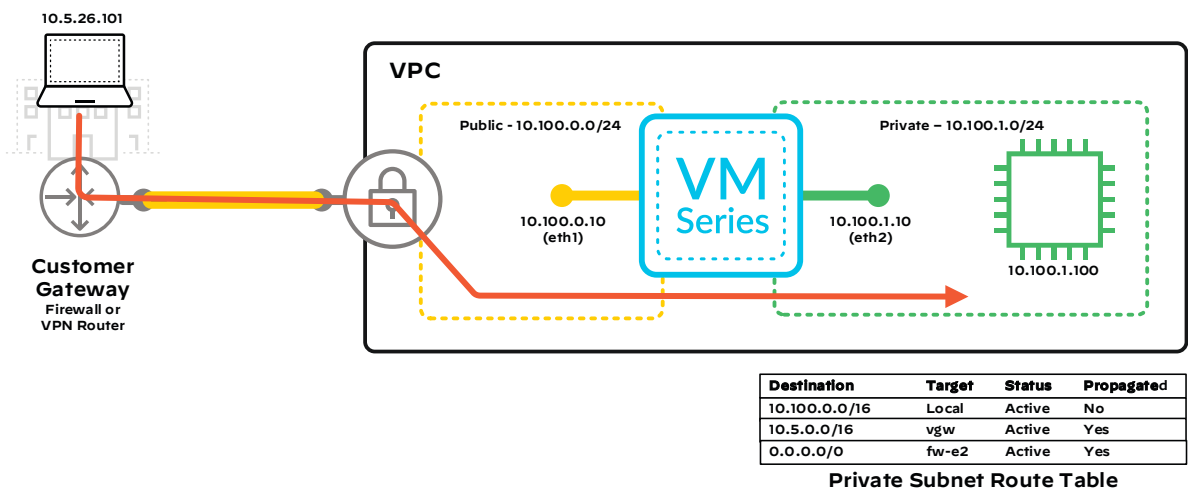 10.5.26.101
VPC
Public - 10.100.0.0/24
Private – 10.100.1.0/24
VM
Series
10.100.0.10
(eth1)
10.100.1.10
(eth2)
10.100.1.100
Customer
Gateway
Firewall or
VPN Router
Destination Target Status Propagated
10.100.0.0/16 Local Active No
10.5.0.0/16 vgw Active Yes
0.0.0.0/0 fw-e2 Active Yes
Private Subnet Route Table